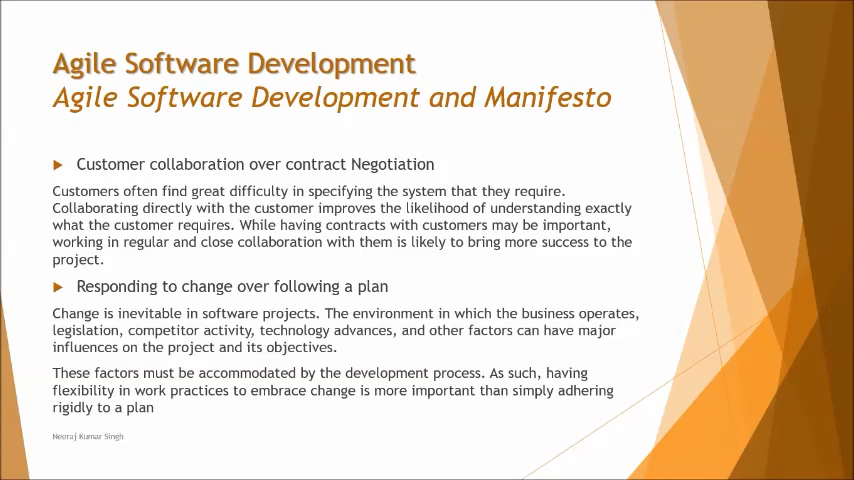 Agile Software Development
Agile Software Development and Manifesto
Customer collaboration over contract Negotiation
Customers often find great difficulty in specifying the system that they require.
Collaborating directly with the customer improves the likelihood of understanding exactly
what the customer requires. While having contracts with customers may be important,
working in regular and close collaboration with them is likely to bring more success to the
project.
Responding to change over following a plan
Change is inevitable in software projects. The environment in which the business operates,
legislation, competitor activity, technology advances, and other factors can have major
influences on the project and its objectives.
These factors must be accommodated by the development process. As such, having
flexibility in work practices to embrace change is more important than simply adhering
rigidly to a plan
Neeraj Kumar Singh